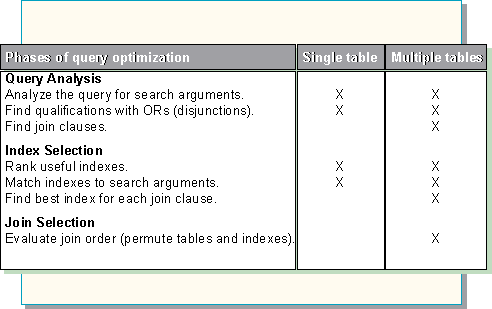 Phases of query optimization Single table Multiple tables
Query Analysis
Analyze the query for search arguments. X X
Find qualifications with ORs (disjunctions). X X
Find join clauses. X
Index Selection
Rank useful indexes. X X
Match indexes to search arguments. X X
Find best index for each join clause. X
Join Selection
Evaluate join order (permute tables and indexes). X